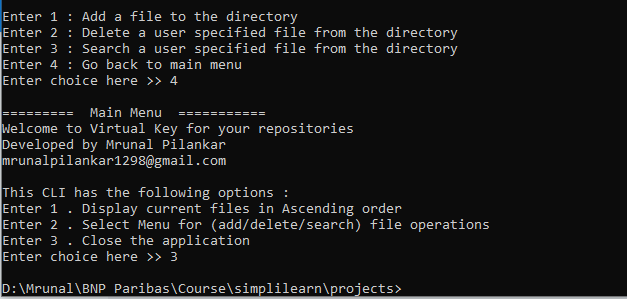 Enter 1 : Add a file to the directory
Enter 2 : Delete a user specified file from the directory
Enter 3 : Search a user specified file from the directory
Enter 4 : Go back to main menu
Enter choice here >> 4
=========  Main Menu  ===========
Welcome to Virtual Key for your repositories
Developed by Mrunal Pilankar
mrunalpilankar1298@gmail.com
This CLI has the following options :
Enter 1 . Display current files in Ascending order
Enter 2 . Select Menu for (add/delete/search) file operations
Enter 3 . Close the application
Enter choice here >> 3
D:\Mrunal\BNP Paribas\Course\simplilearn\projects>